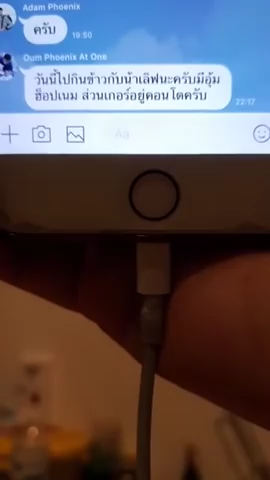 Adam Phoenix
ครับ
19:50
Oum Phoenix At One
วันนี้ไปกินข้าวกับน้าเลิฟนะครับมีอุ้ม
ฮ็อปเนม ส่วนเกอร์อยู่คอนโดครับ
22:17
Aa